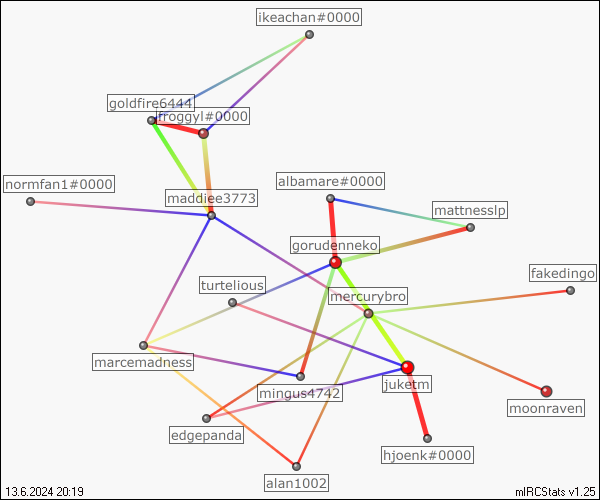 ikeachan#0000
goldfire6444
froggyl#0000
normfan1#0000
albamare#0000
maddiee3773
mattnesslp
gorudenneko
fakedingo
turtelious
mercurybro
marcemadness
juketm
mingus4742
moonraven
edgepanda
hjoenk#0000
alan1002
13.6.2024 20:19
mIRCStats v1.25